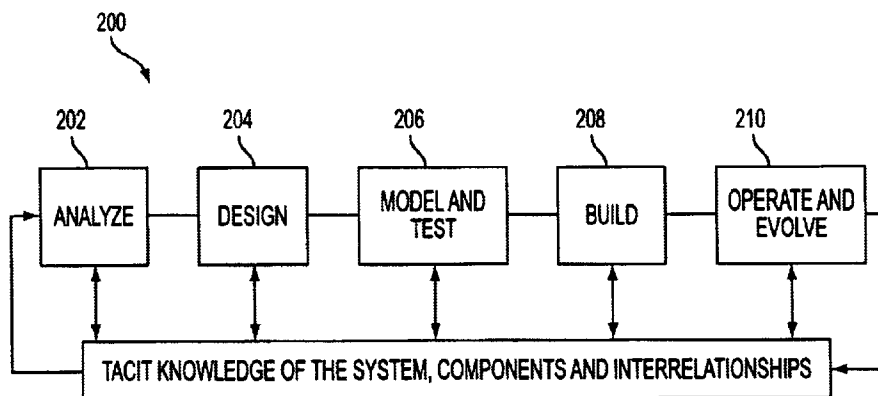 200
202
204
206
208
210
ANALYZE
DESIGN
MODEL AND
TEST
BUILD
OPERATE AND
EVOLVE
TACIT KNOWLEDGE OF THE SYSTEM, COMPONENTS AND INTERRELATIONSHIPS